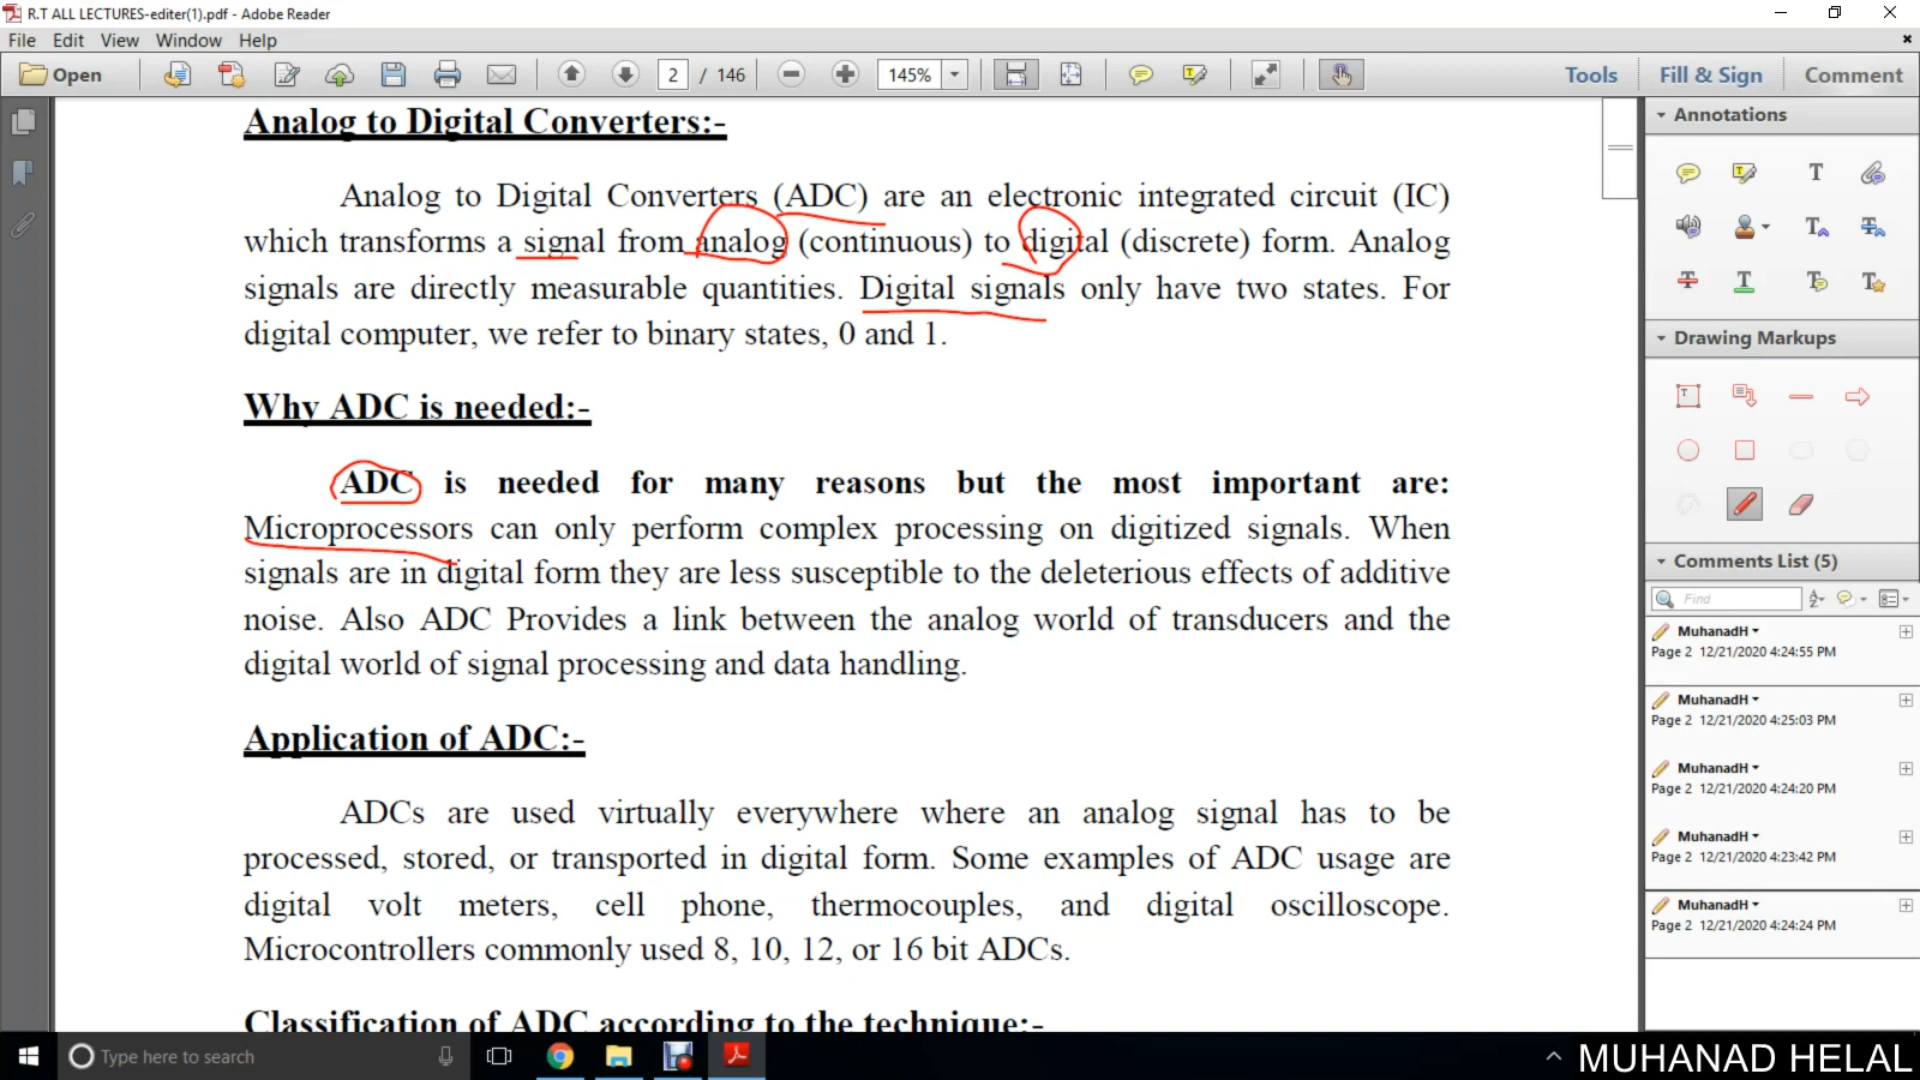 R.T ALL LECTURES-editer(1).pdf - Adobe Reader
File Edit View Window Help
Open 2 / 146 145% Tools Fill & Sign Comment
Analog to Digital Converters:-
Analog to Digital Converters (ADC) are an electronic integrated circuit (IC)
which transforms a signal from analog (continuous) to digital (discrete) form. Analog
signals are directly measurable quantities. Digital signals only have two states. For
digital computer, we refer to binary states, 0 and 1.
Why ADC is needed:-
ADC is needed for many reasons but the most important are:
Microprocessors can only perform complex processing on digitized signals. When
signals are in digital form they are less susceptible to the deleterious effects of additive
noise. Also ADC Provides a link between the analog world of transducers and the
digital world of signal processing and data handling.
Application of ADC:-
ADCs are used virtually everywhere where an analog signal has to be
processed, stored, or transported in digital form. Some examples of ADC usage are
digital volt meters, cell phone, thermocouples, and digital oscilloscope.
Microcontrollers commonly used 8, 10, 12, or 16 bit ADCs.
Classification of ADC according to the technique:-
Annotations
Drawing Markups
Comments List (5)
Find
MuhanadH
Page 2 12/21/2020 4:24:55 PM
MuhanadH
Page 2 12/21/2020 4:25:03 PM
MuhanadH
Page 2 12/21/2020 4:24:20 PM
MuhanadH
Page 2 12/21/2020 4:23:42 PM
MuhanadH
Page 2 12/21/2020 4:24:24 PM
Type here to search
MUHANAD HELAL